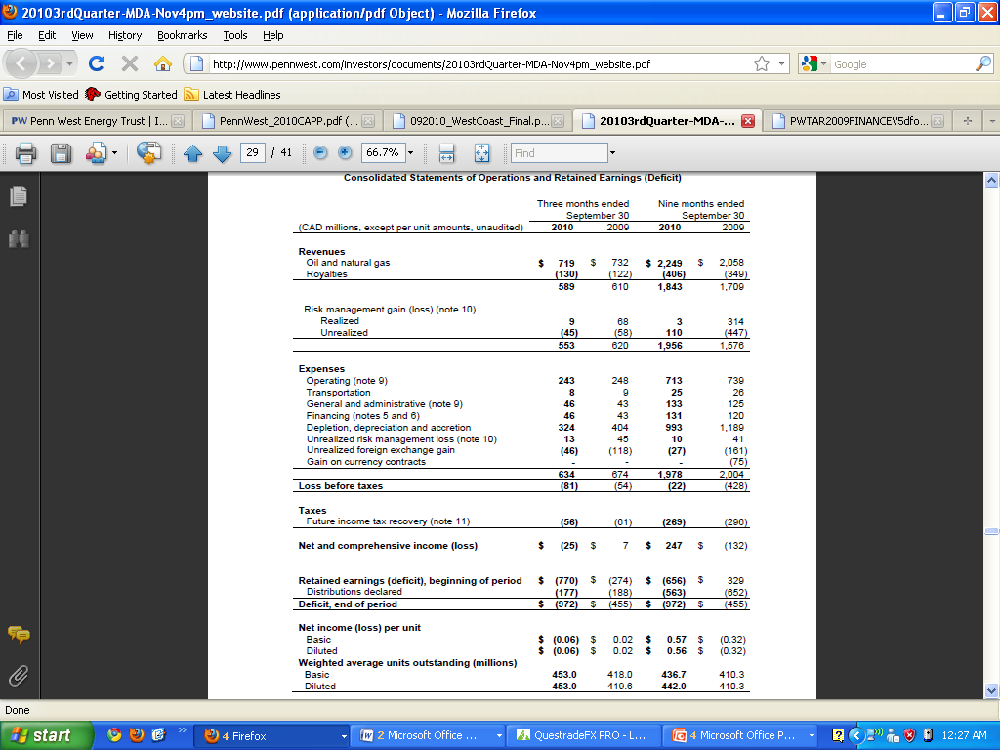 20103rdQuarter-MDA-Nov4pm_website.pdf (application/pdf Object) - Mozilla Firefox
File Edit View History Bookmarks Tools Help
http://www.pennwest.com/investors/documents/20103rdQuarter-MDA-Nov4pm_website.pdf Google
Most Visited Getting Started Latest Headlines
PW Penn West Energy Trust | I... PennWest_2010CAPP.pdf (... 092010_WestCoast_Final.p... 20103rdQuarter-MDA-... PWTAR2009FINANCEV5dfo...
29 / 41 66.7% Find
Consolidated Statements of Operations and Retained Earnings (Deficit)
Three months ended Nine months ended
September 30 September 30
(CAD millions, except per unit amounts, unaudited) 2010 2009 2010 2009
Revenues
Oil and natural gas $ 719 $ 732 $ 2,249 $ 2,058
Royalties (130) (122) (406) (349)
589 610 1,843 1,709
Risk management gain (loss) (note 10)
Realized 9 68 3 314
Unrealized (45) (58) 110 (447)
553 620 1,956 1,576
Expenses
Operating (note 9) 243 248 713 739
Transportation 8 9 25 26
General and administrative (note 9) 46 43 133 125
Financing (notes 5 and 6) 46 43 131 120
Depletion, depreciation and accretion 324 404 993 1,189
Unrealized risk management loss (note 10) 13 45 10 41
Unrealized foreign exchange gain (46) (118) (27) (161)
Gain on currency contracts - - - (75)
634 674 1,978 2,004
Loss before taxes (81) (54) (22) (428)
Taxes
Future income tax recovery (note 11) (56) (61) (269) (296)
Net and comprehensive income (loss) $ (25) $ 7 $ 247 $ (132)
Retained earnings (deficit), beginning of period $ (770) $ (274) $ (656) $ 329
Distributions declared (177) (188) (563) (652)
Deficit, end of period $ (972) $ (455) $ (972) $ (455)
Net income (loss) per unit
Basic $ (0.06) $ 0.02 $ 0.57 $ (0.32)
Diluted $ (0.06) $ 0.02 $ 0.56 $ (0.32)
Weighted average units outstanding (millions)
Basic 453.0 418.0 436.7 410.3
Diluted 453.0 419.6 442.0 410.3
Done
start 4 Firefox 2 Microsoft Office ... QuestradeFX PRO - L... 4 Microsoft Office P... 12:27 AM